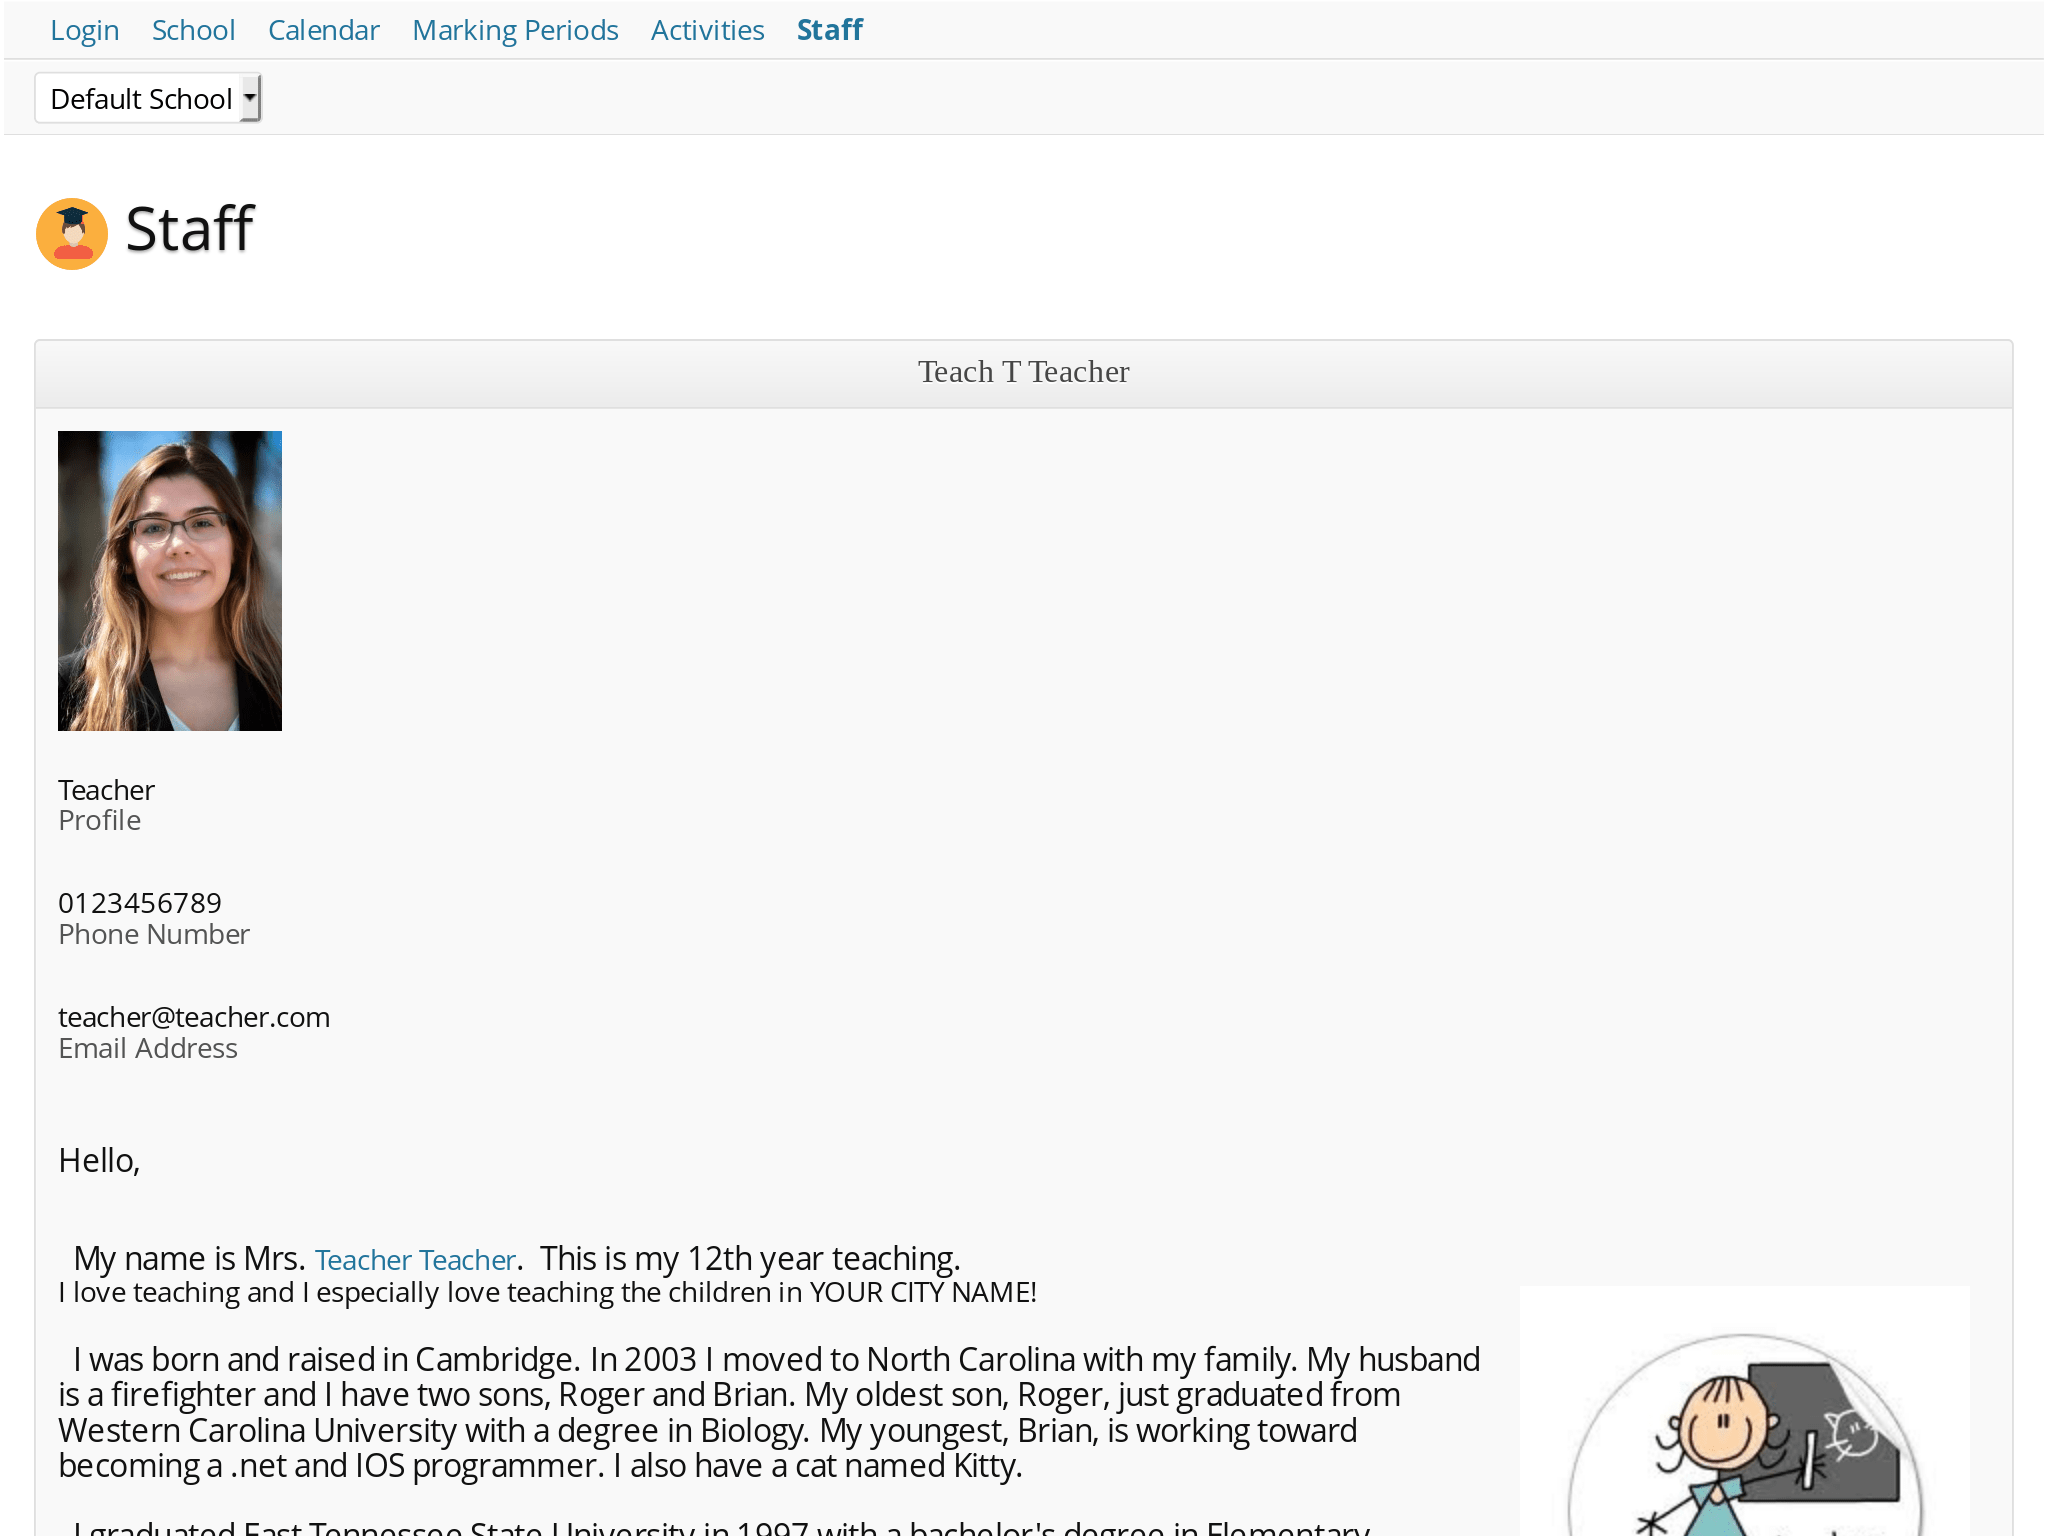 Login School Calendar Marking Periods Activities Staff
Default School
Staff
Teach T Teacher
Teacher
Profile
0123456789
Phone Number
teacher@teacher.com
Email Address
Hello,
My name is Mrs. Teacher Teacher.  This is my 12th year teaching.
I love teaching and I especially love teaching the children in YOUR CITY NAME!
I was born and raised in Cambridge. In 2003 I moved to North Carolina with my family. My husband
is a firefighter and I have two sons, Roger and Brian. My oldest son, Roger, just graduated from
Western Carolina University with a degree in Biology. My youngest, Brian, is working toward
becoming a .net and IOS programmer. I also have a cat named Kitty.
I graduated East Tennessee State University in 1997 with a bachelor's degree in Elementary